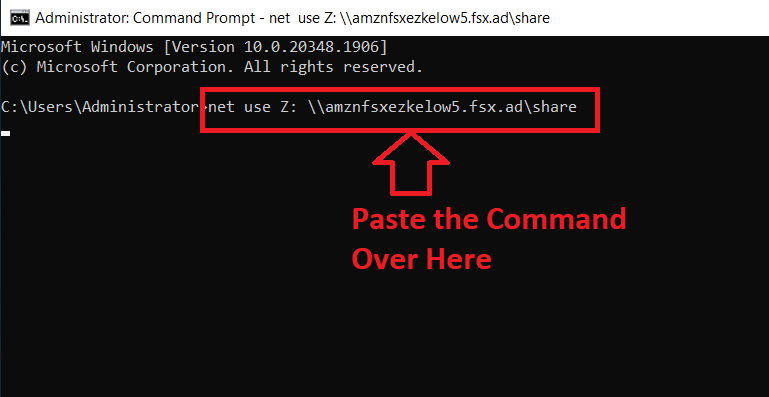 Administrator: Command Prompt - net  use Z: \\amznfsxezkelow5.fsx.ad\share
Microsoft Windows [Version 10.0.20348.1906]
(c) Microsoft Corporation. All rights reserved.
C:\Users\Administrator>net use Z: \\amznfsxezkelow5.fsx.ad\share
Paste the Command
Over Here